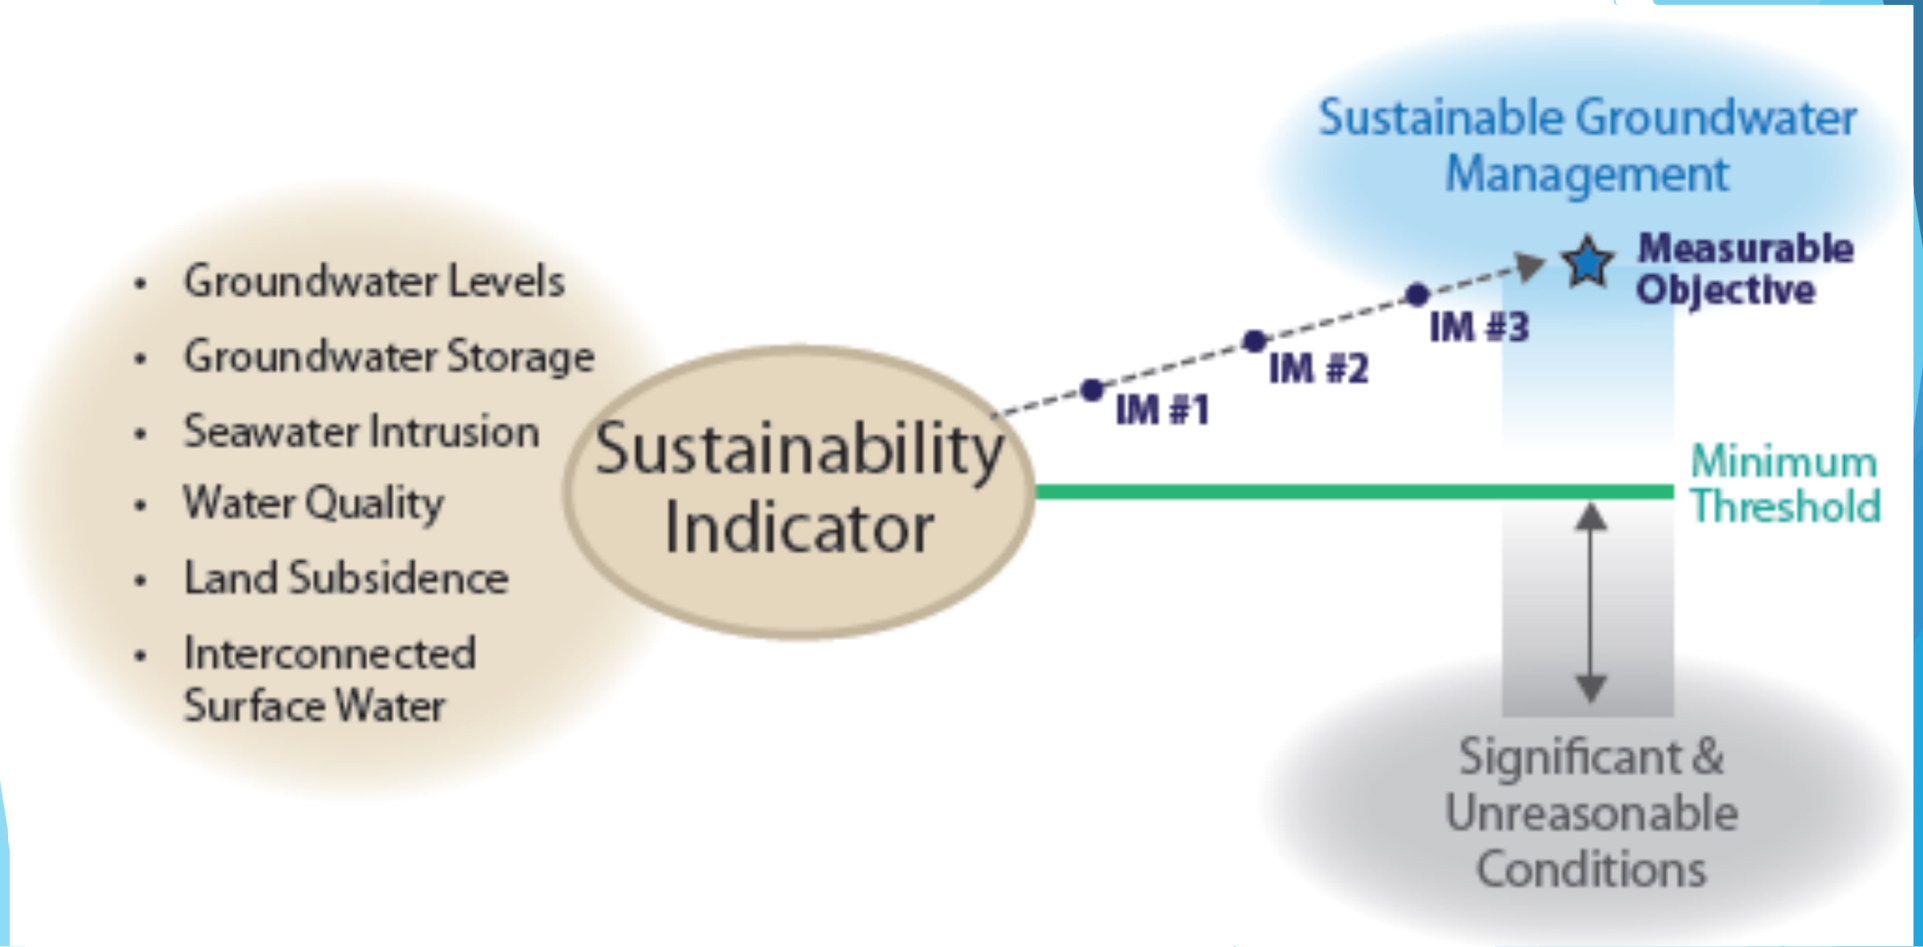 • Groundwater Levels
• Groundwater Storage
• Seawater Intrusion
• Water Quality
• Land Subsidence
• Interconnected
Surface Water
Sustainability
Indicator
IM #1
IM #2
IM #3
Sustainable Groundwater
Management
Measurable
Objective
Minimum
Threshold
Significant &
Unreasonable
Conditions